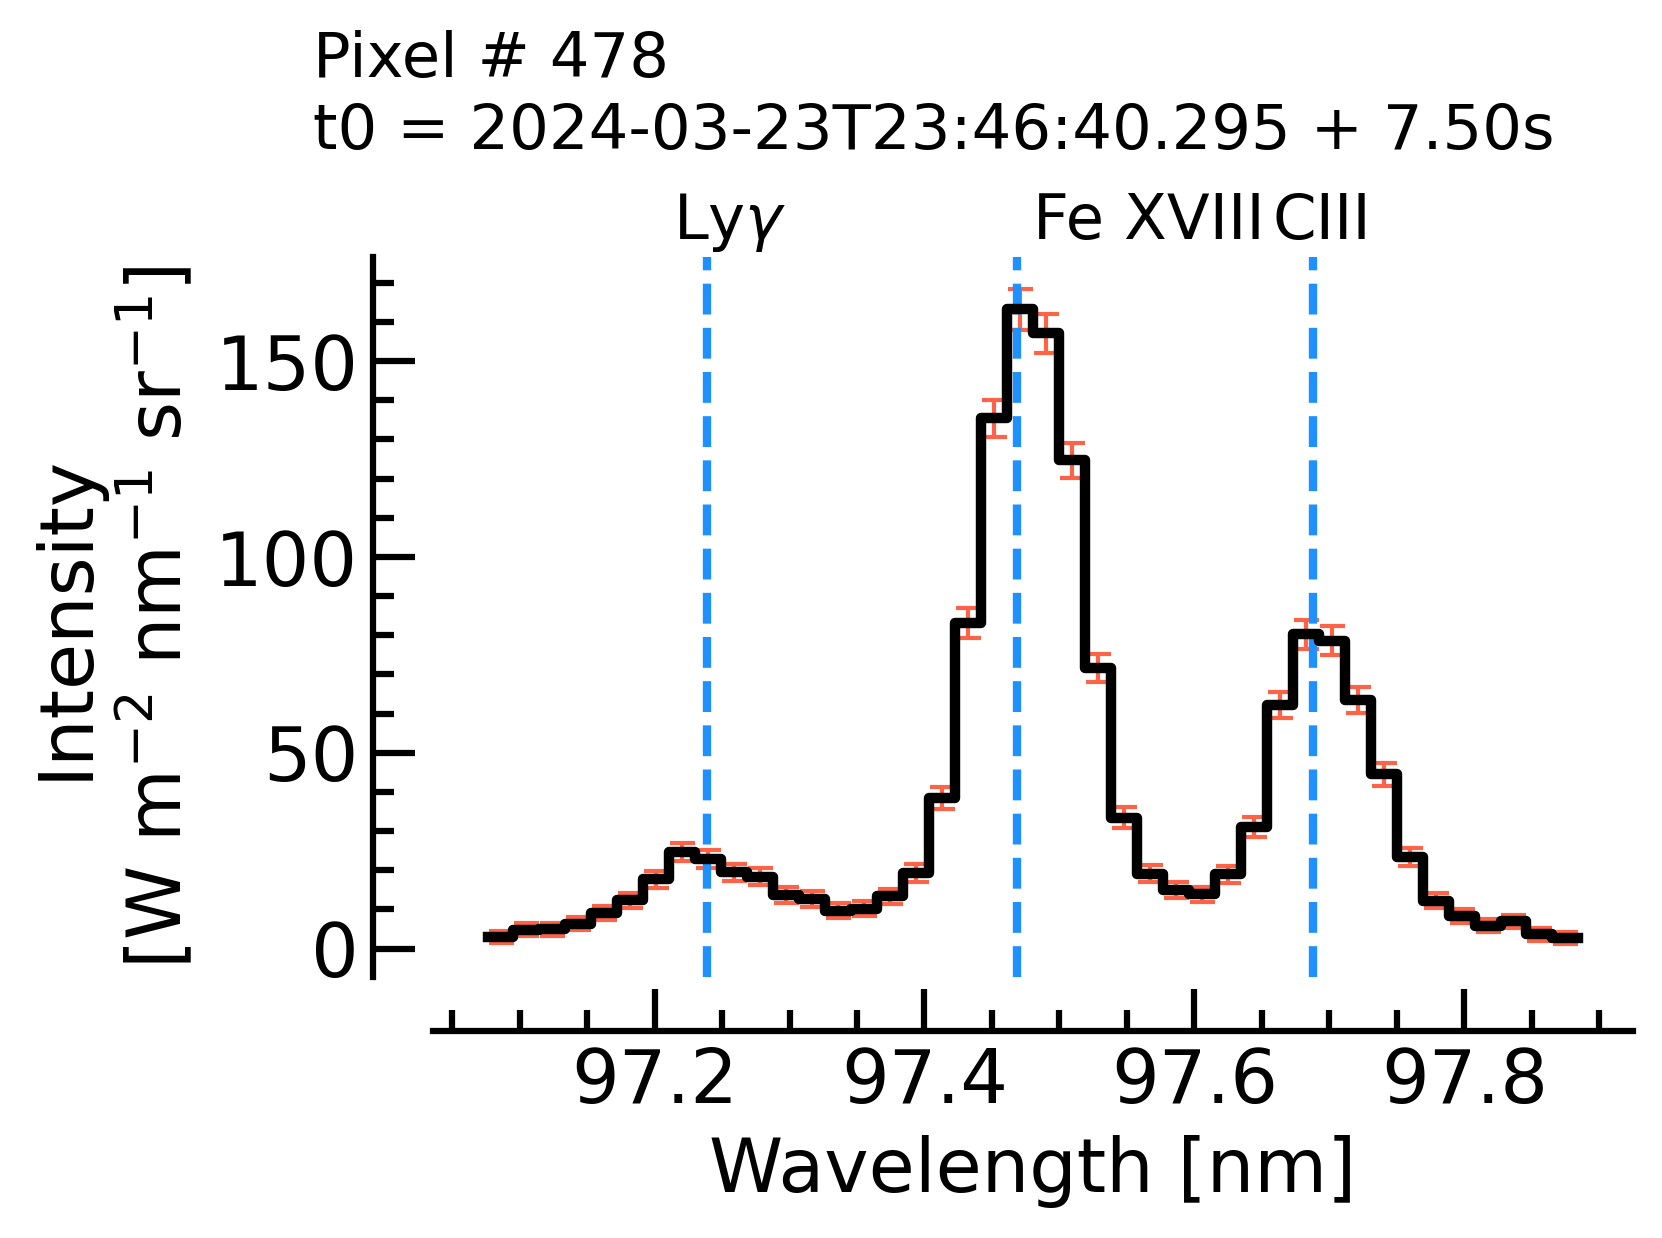 Pixel # 478
t0 = 2024-03-23T23:46:40.295 + 7.50s
Lyγ Fe XVIII CIII
Intensity
[W m⁻² nm⁻¹ sr⁻¹]
150
100
50
0
97.2 97.4 97.6 97.8
Wavelength [nm]